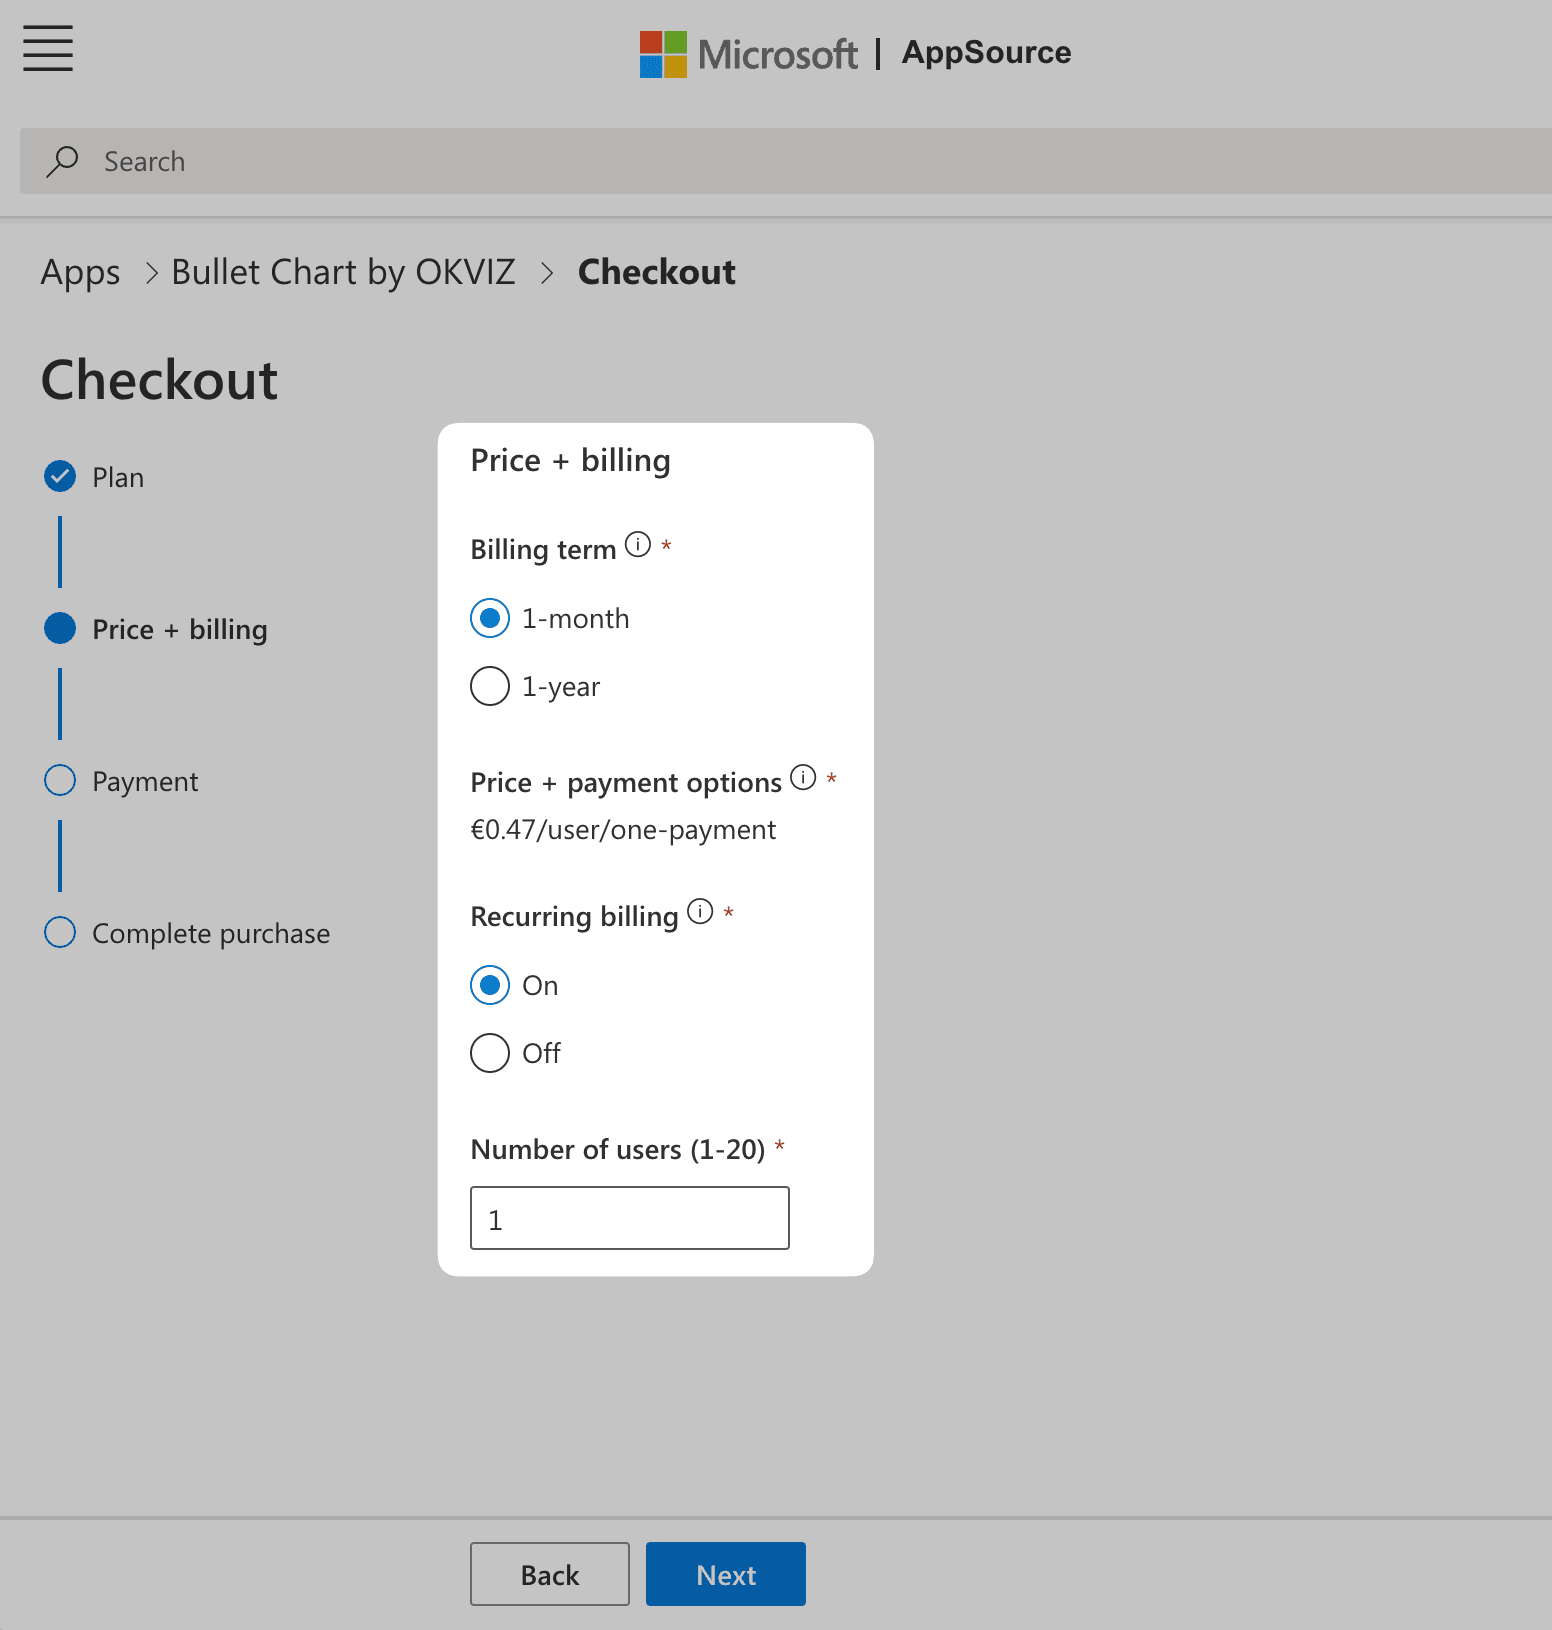 Microsoft | AppSource
Search
Apps > Bullet Chart by OKVIZ > Checkout
Checkout
Plan
Price + billing
Payment
Complete purchase
Price + billing
Billing term *
1-month
1-year
Price + payment options *
€0.47/user/one-payment
Recurring billing *
On
Off
Number of users (1-20) *
1
Back
Next